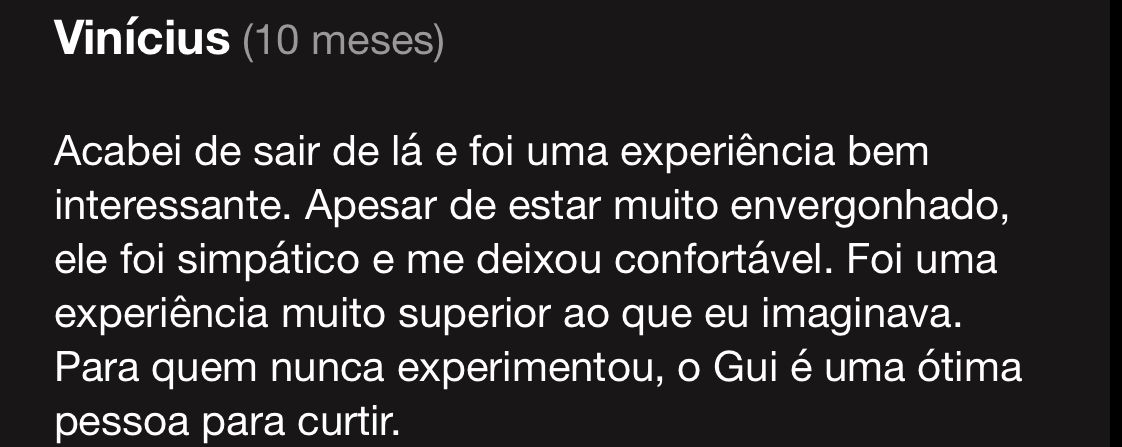 Vinícius (10 meses)
Acabei de sair de lá e foi uma experiência bem
interessante. Apesar de estar muito envergonhado,
ele foi simpático e me deixou confortável. Foi uma
experiência muito superior ao que eu imaginava.
Para quem nunca experimentou, o Gui é uma ótima
pessoa para curtir.